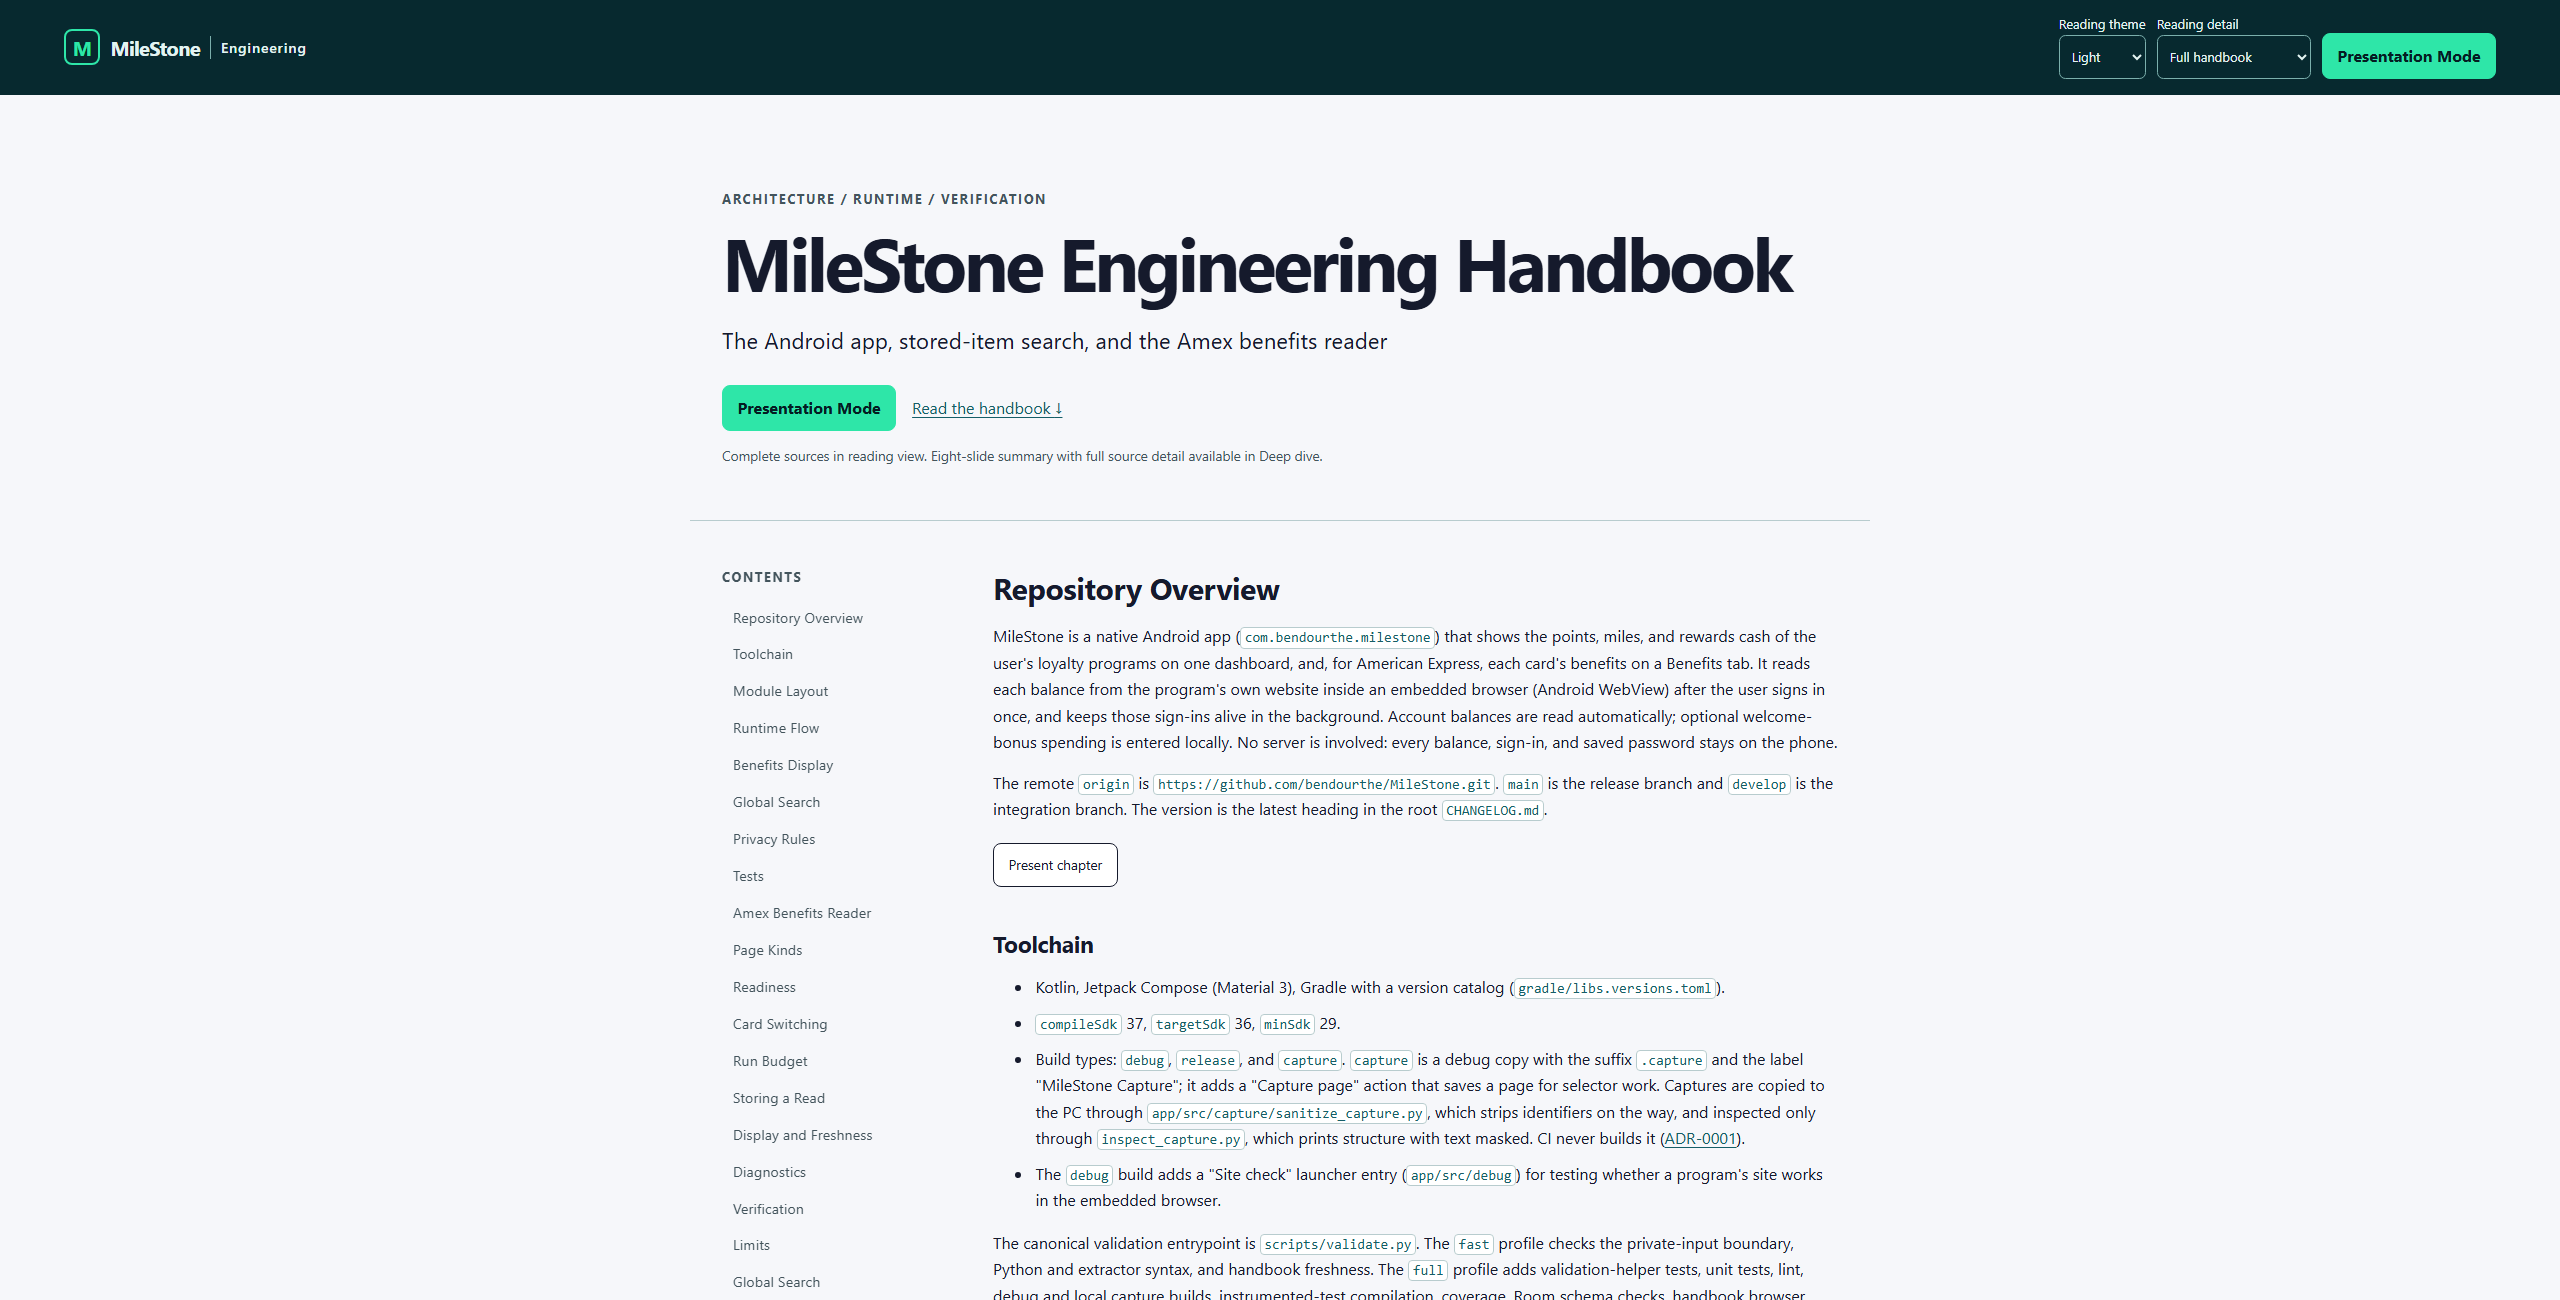 M MileStone Engineering
Reading theme Reading detail
Light Full handbook Presentation Mode
ARCHITECTURE / RUNTIME / VERIFICATION
MileStone Engineering Handbook
The Android app, stored-item search, and the Amex benefits reader
Presentation Mode Read the handbook ↓
Complete sources in reading view. Eight-slide summary with full source detail available in Deep dive.
CONTENTS
Repository Overview
Toolchain
Module Layout
Runtime Flow
Benefits Display
Global Search
Privacy Rules
Tests
Amex Benefits Reader
Page Kinds
Readiness
Card Switching
Run Budget
Storing a Read
Display and Freshness
Diagnostics
Verification
Limits
Global Search
Repository Overview
MileStone is a native Android app (com.bendourthe.milestone) that shows the points, miles, and rewards cash of the
user's loyalty programs on one dashboard, and, for American Express, each card's benefits on a Benefits tab. It reads
each balance from the program's own website inside an embedded browser (Android WebView) after the user signs in
once, and keeps those sign-ins alive in the background. Account balances are read automatically; optional welcome-
bonus spending is entered locally. No server is involved: every balance, sign-in, and saved password stays on the phone.
The remote origin is https://github.com/bendourthe/MileStone.git. main is the release branch and develop is the
integration branch. The version is the latest heading in the root CHANGELOG.md.
Present chapter
Toolchain
• Kotlin, Jetpack Compose (Material 3), Gradle with a version catalog (gradle/libs.versions.toml).
• compileSdk 37, targetSdk 36, minSdk 29.
• Build types: debug, release, and capture. capture is a debug copy with the suffix .capture and the label
"MileStone Capture"; it adds a "Capture page" action that saves a page for selector work. Captures are copied to
the PC through app/src/capture/sanitize_capture.py, which strips identifiers on the way, and inspected only
through inspect_capture.py, which prints structure with text masked. CI never builds it (ADR-0001).
• The debug build adds a "Site check" launcher entry (app/src/debug) for testing whether a program's site works
in the embedded browser.
The canonical validation entrypoint is scripts/validate.py. The fast profile checks the private-input boundary,
Python and extractor syntax, and handbook freshness. The full profile adds validation-helper tests, unit tests, lint,
debug and local capture builds, instrumented-test compilation, coverage, Room schema checks, handbook browser